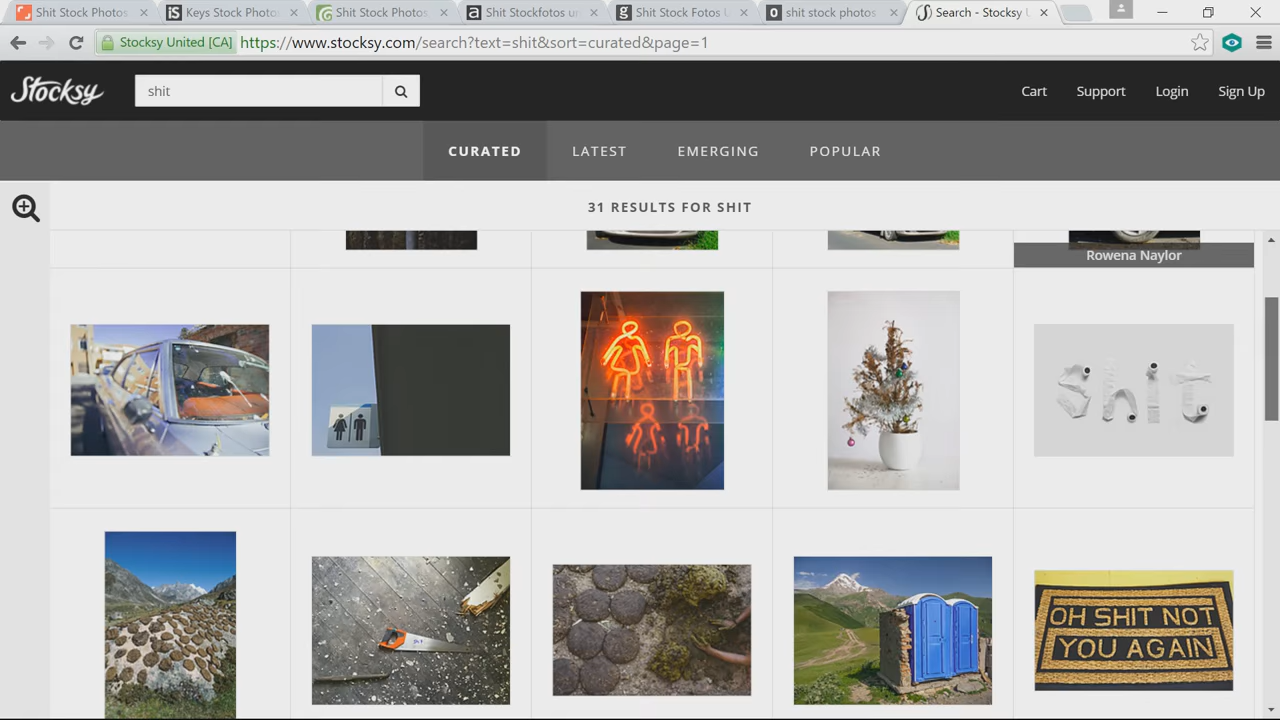 Shit Stock Photos
Keys Stock Photo
Shit Stock Photos
Shit Stockfotos un
Shit Stock Fotos U
shit stock photos
Search - Stocksy U
Stocksy United [CA]
https://www.stocksy.com/search?text=shit&sort=curated&page=1
Stocksy
shit
Cart
Support
Login
Sign Up
CURATED
LATEST
EMERGING
POPULAR
31 RESULTS FOR SHIT
Rowena Naylor
Shit
OH SHIT NOT
YOU AGAIN